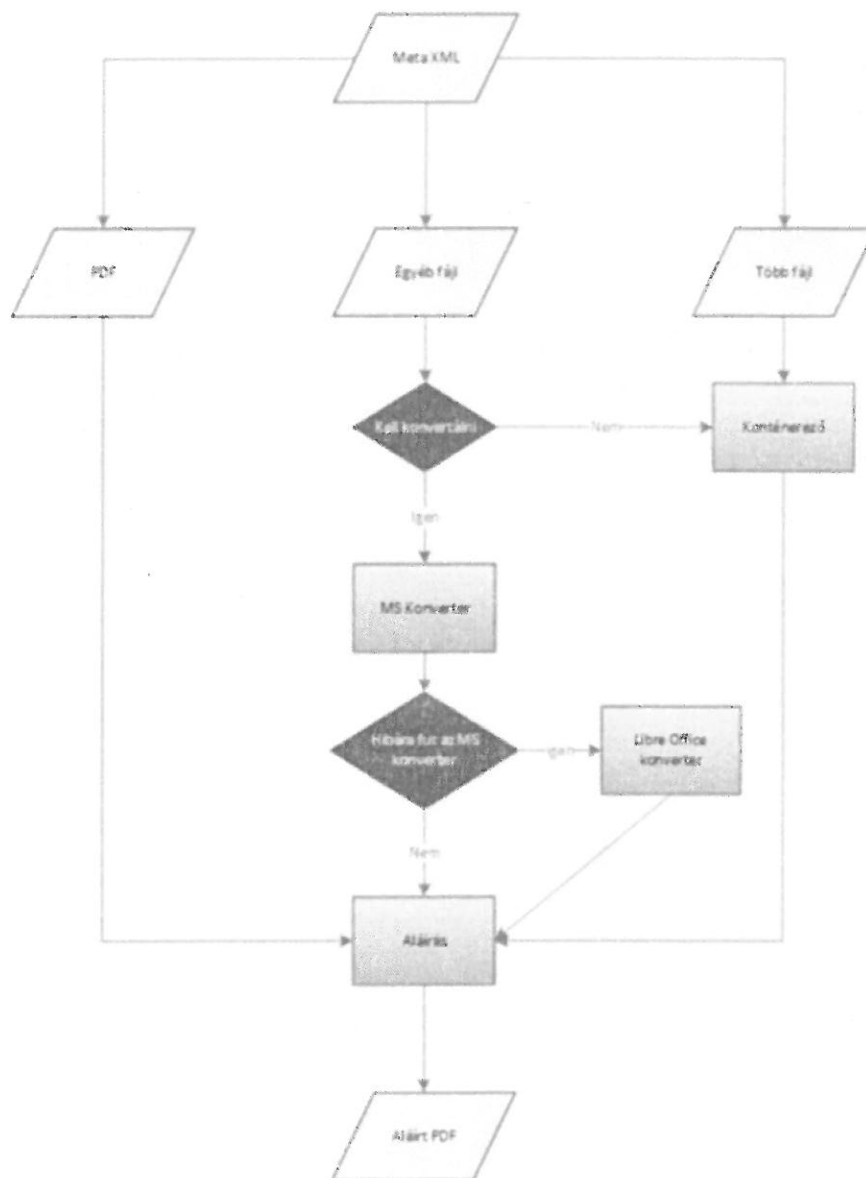 Meta XML
PDF
Egyéb fájl
Több fájl
Kell konvertálni
Nem
Konténerező
Igen
MS Konverter
Hibára fut az MS
konverter
Igen
Libre Office
konverter
Nem
Aláírás
Aláírt PDF